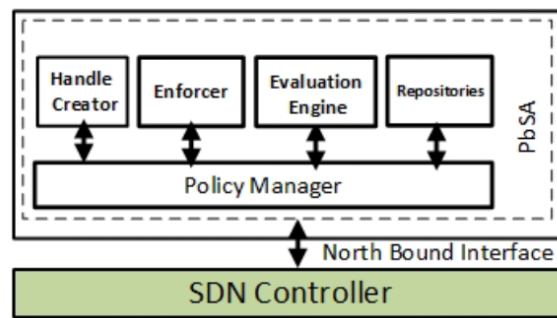 Handle
Creator
Enforcer
Evaluation
Engine
Repositories
PbSA
Policy Manager
North Bound Interface
SDN Controller